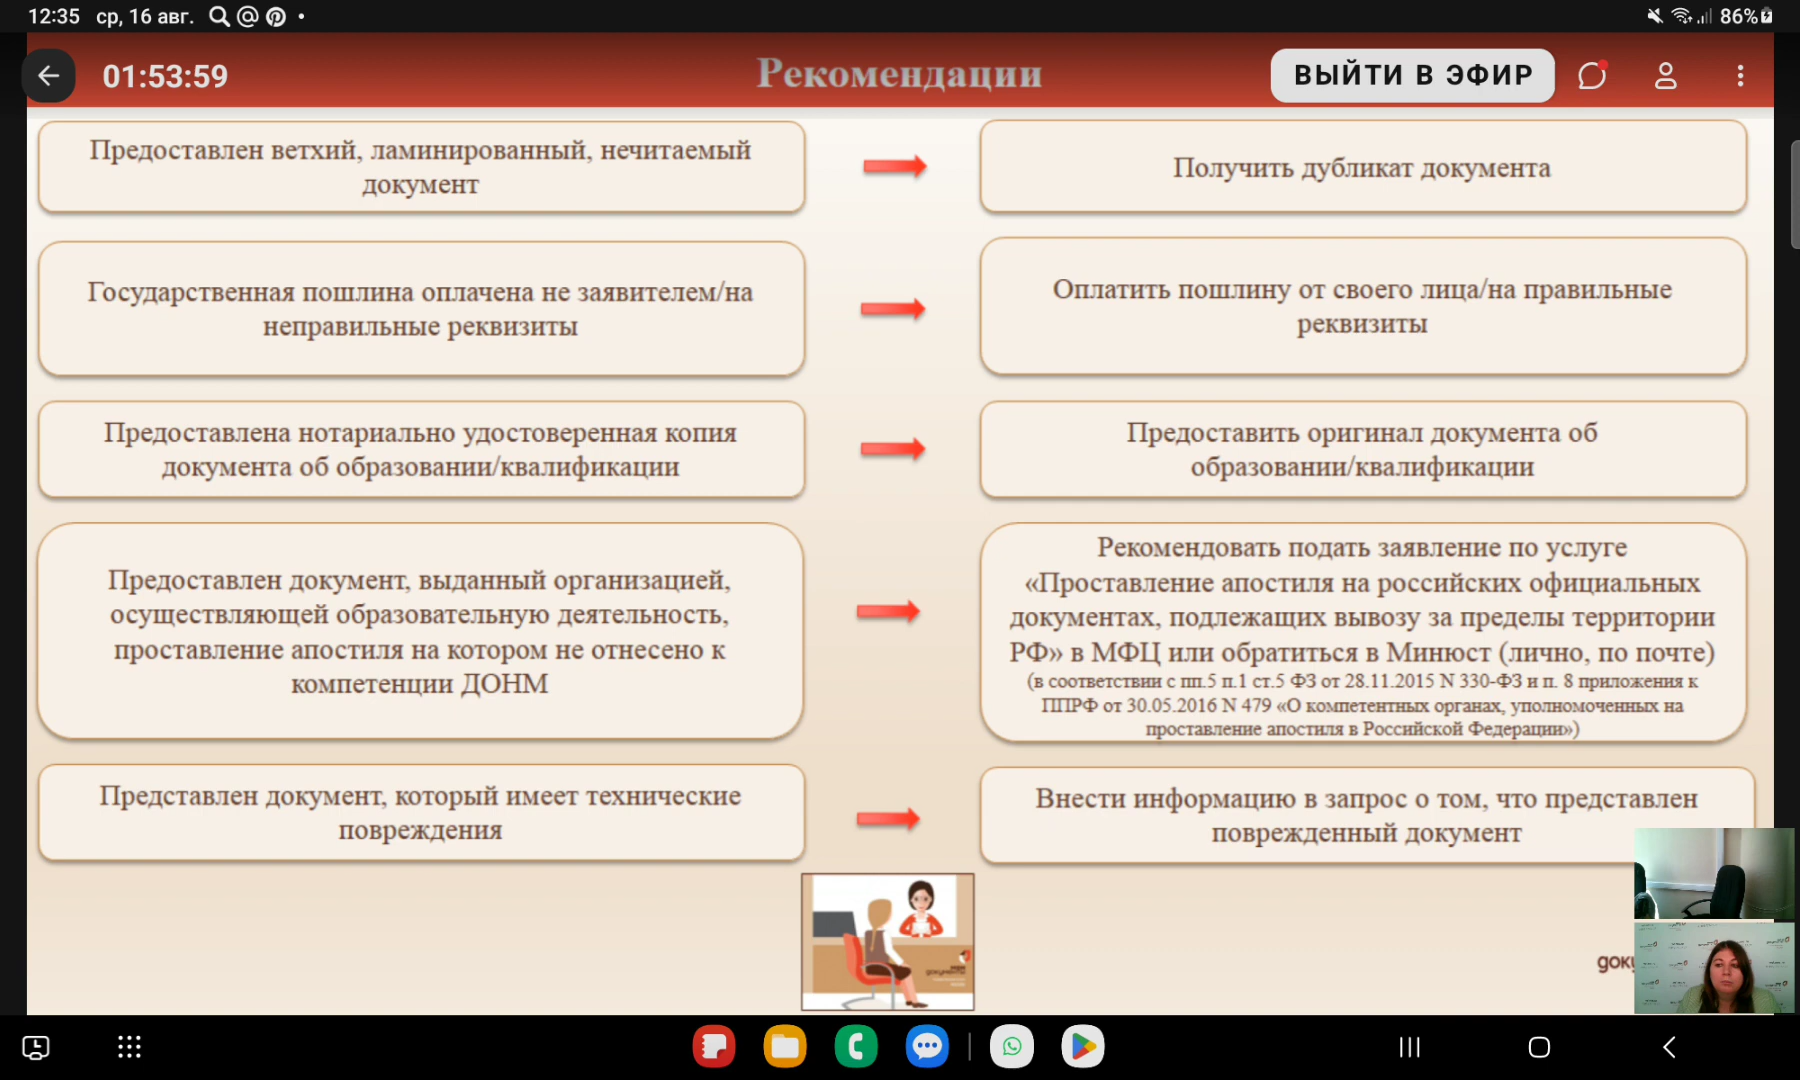 12:35 ср, 16 авг.
86%
01:53:59
Рекомендации
ВЫЙТИ В ЭФИР
Предоставлен ветхий, ламинированный, нечитаемый
документ
Получить дубликат документа
Государственная пошлина оплачена не заявителем/на
неправильные реквизиты
Оплатить пошлину от своего лица/на правильные
реквизиты
Предоставлена нотариально удостоверенная копия
документа об образовании/квалификации
Предоставить оригинал документа об
образовании/квалификации
Предоставлен документ, выданный организацией,
осуществляющей образовательную деятельность,
проставление апостиля на котором не отнесено к
компетенции ДОНМ
Рекомендовать подать заявление по услуге
«Проставление апостиля на российских официальных
документах, подлежащих вывозу за пределы территории
РФ» в МФЦ или обратиться в Минюст (лично, по почте)
(в соответствии с пп.5 п.1 ст.5 ФЗ от 28.11.2015 N 330-ФЗ и п. 8 приложения к
ППРФ от 30.05.2016 N 479 «О компетентных органах, уполномоченных на
проставление апостиля в Российской Федерации»)
Представлен документ, который имеет технические
повреждения
Внести информацию в запрос о том, что представлен
поврежденный документ